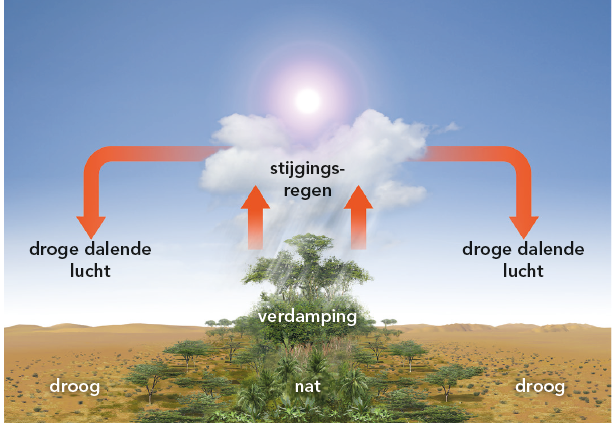 stijgings-
regen
droge dalende
lucht
droge dalende
lucht
verdamping
droog
nat
droog